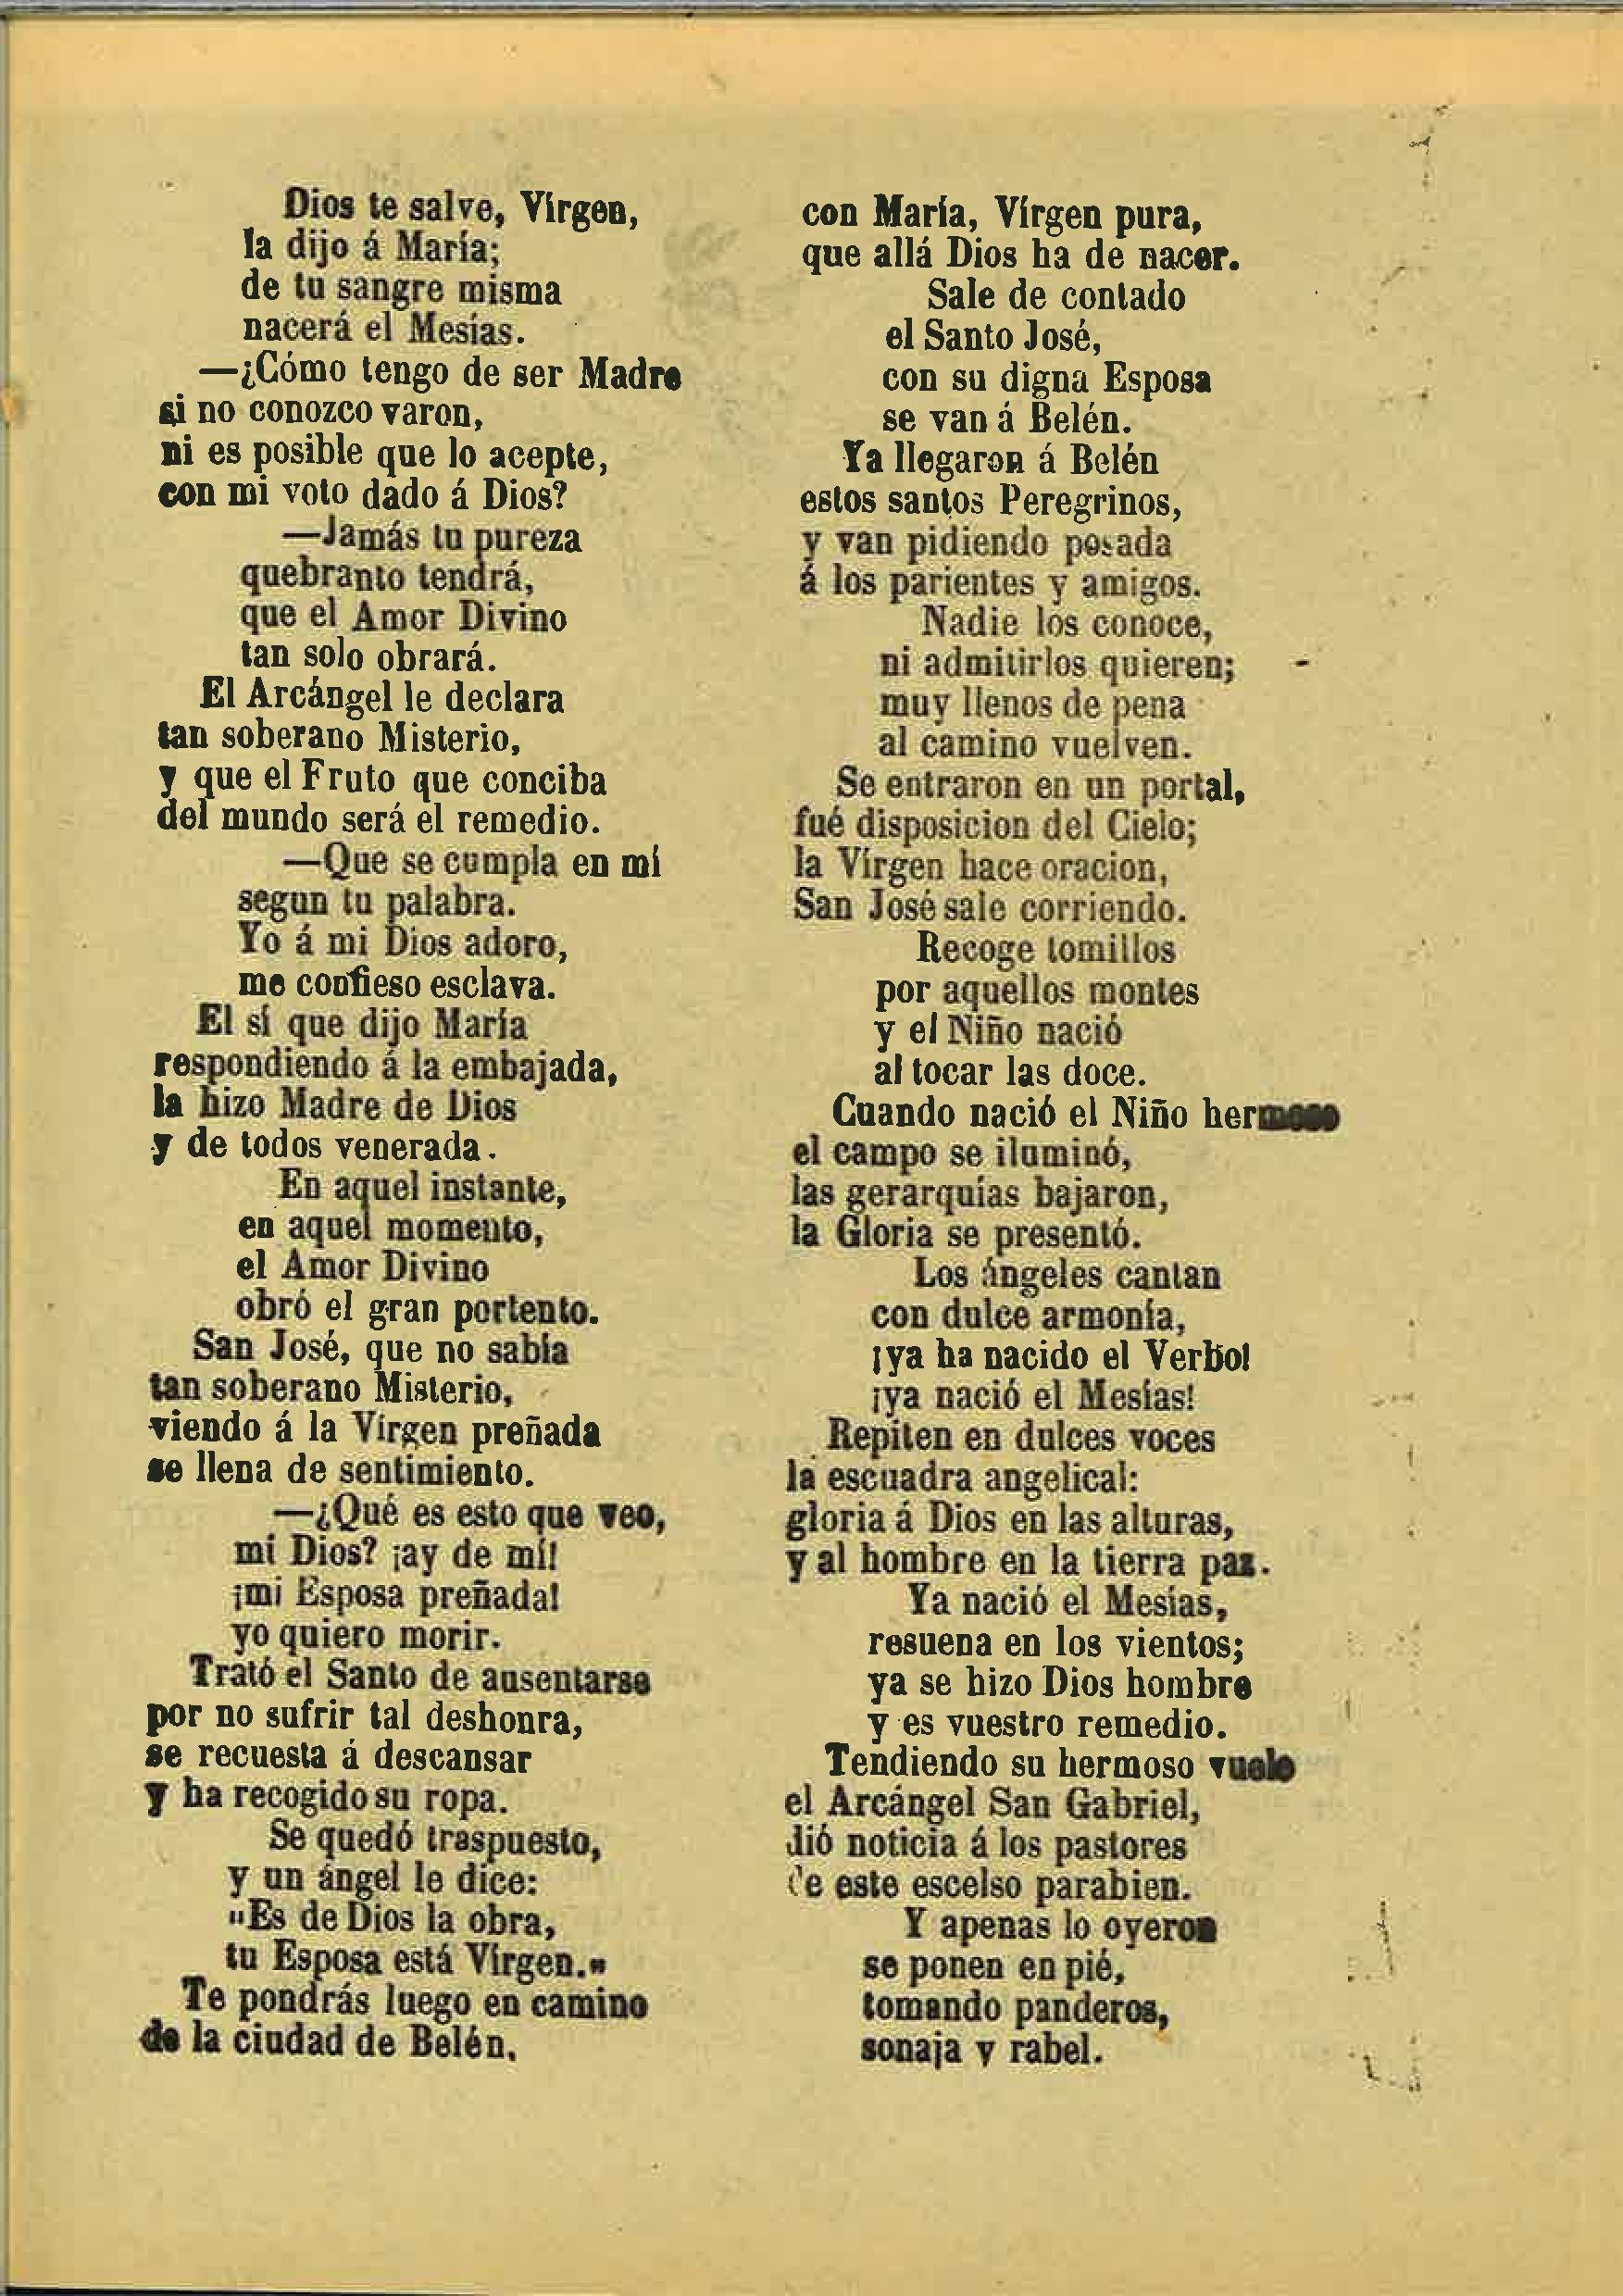 Dios te salve, Vírgen,
la dijo á María;
de tu sangre misma
nacerá el Mesías.
—¿Cómo tengo de ser Madre
si no conozco varon,
ni es posible que lo acepte,
con mi voto dado á Dios?
—Jamás tu pureza
quebranto tendrá,
que el Amor Divino
tan solo obrará.
El Arcángel le declara
tan soberano Misterio,
y que el Fruto que conciba
del mundo será el remedio.
—Que se cumpla en mí
segun tu palabra.
Yo á mi Dios adoro,
me confieso esclava.
El sí que dijo María
respondiendo á la embajada,
la hizo Madre de Dios
y de todos venerada.
En aquel instante,
en aquel momento,
el Amor Divino
obró el gran portento.
San José, que no sabía
tan soberano Misterio,
viendo á la Vírgen preñada
se llena de sentimiento.
—¿Qué es esto que veo,
mi Dios? ¡ay de mí!
¡mi Esposa preñada!
yo quiero morir.
Trató el Santo de ausentarse
por no sufrir tal deshonra,
se recuesta á descansar
y ha recogido su ropa.
Se quedó traspuesto,
y un ángel le dice:
"Es de Dios la obra,
tu Esposa está Vírgen."
Te pondrás luego en camino
de la ciudad de Belén.
con María, Vírgen pura,
que allá Dios ha de nacer.
Sale de contado
el Santo José,
con su digna Esposa
se van á Belén.
Ya llegaron á Belén
estos santos Peregrinos,
y van pidiendo posada
á los parientes y amigos.
Nadie los conoce,
ni admitirlos quieren;
muy llenos de pena
al camino vuelven.
Se entraron en un portal,
fué disposicion del Cielo;
la Vírgen hace oracion,
San José sale corriendo.
Recoge tomillos
por aquellos montes
y el Niño nació
al tocar las doce.
Cuando nació el Niño hermoso
el campo se iluminó,
las gerarquías bajaron,
la Gloria se presentó.
Los ángeles cantan
con dulce armonía,
¡ya ha nacido el Verbo!
¡ya nació el Mesías!
Repiten en dulces voces
la escuadra angelical:
gloria á Dios en las alturas,
y al hombre en la tierra paz.
Ya nació el Mesías,
resuena en los vientos;
ya se hizo Dios hombre
y es vuestro remedio.
Tendiendo su hermoso vuelo
el Arcángel San Gabriel,
dió noticia á los pastores
de este escelso parabien.
Y apenas lo oyeron
se ponen en pié,
tomando panderos,
sonaja y rabel.